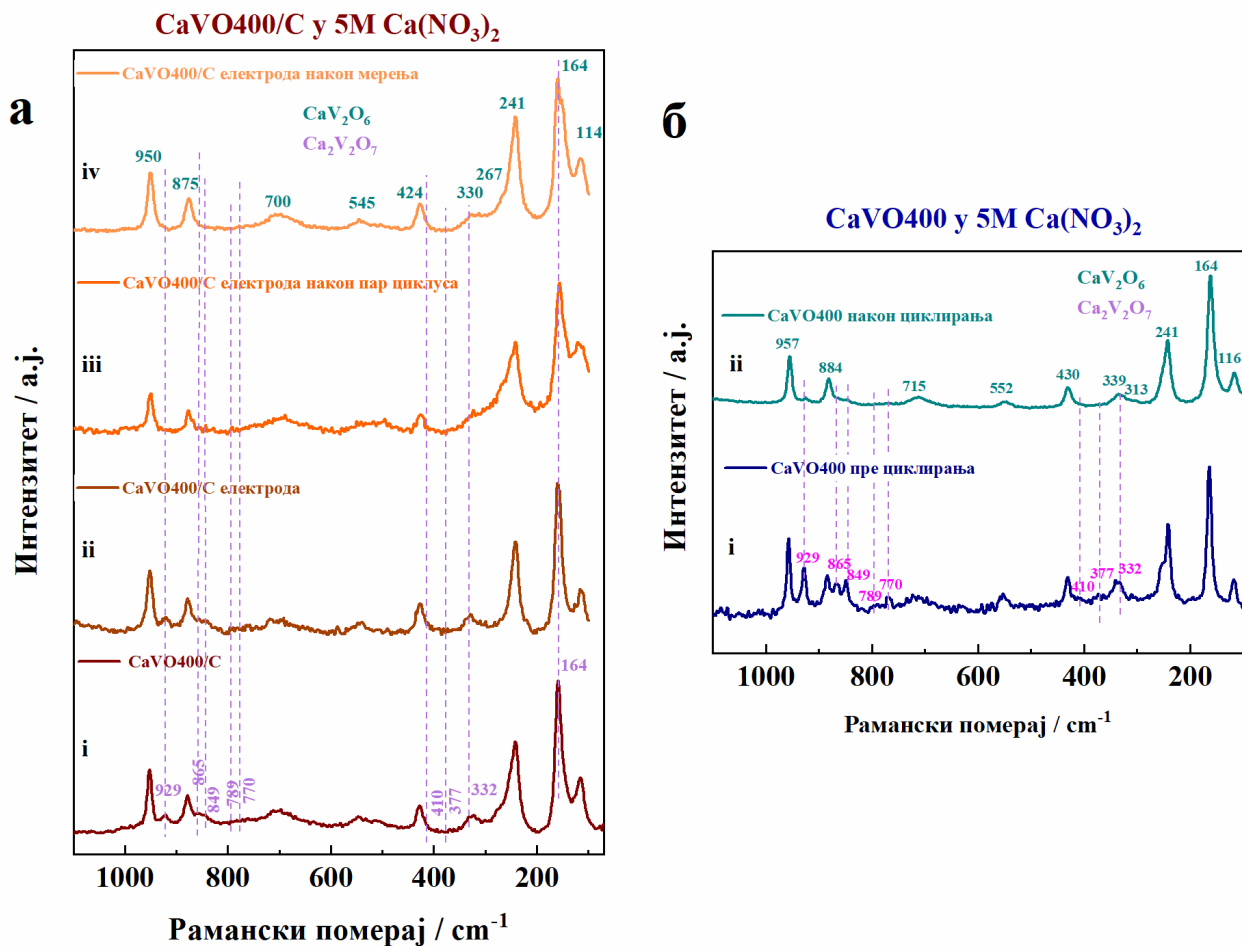 CaVO400/C у 5M Ca(NO3)2
а
CaVO400/C електрода након мерења
164
CaV2O6
Ca2V2O7
241
114
950
875
iv
267
700
545
424
330
CaVO400/C електрода након пар циклуса
iii
CaVO400/C електрода
ii
CaVO400/C
164
i
929
865
849
789
770
410
377
332
1000
800
600
400
200
Интензитет / a.j.
Рамански померај / cm-1
б
CaVO400 у 5M Ca(NO3)2
CaV2O6
Ca2V2O7
164
CaVO400 након циклирања
241
957
ii
884
715
552
430
339
313
116
CaVO400 пре циклирања
i
929
865
849
789
770
410
377
332
1000
800
600
400
200
Интензитет / a.j.
Рамански померај / cm-1